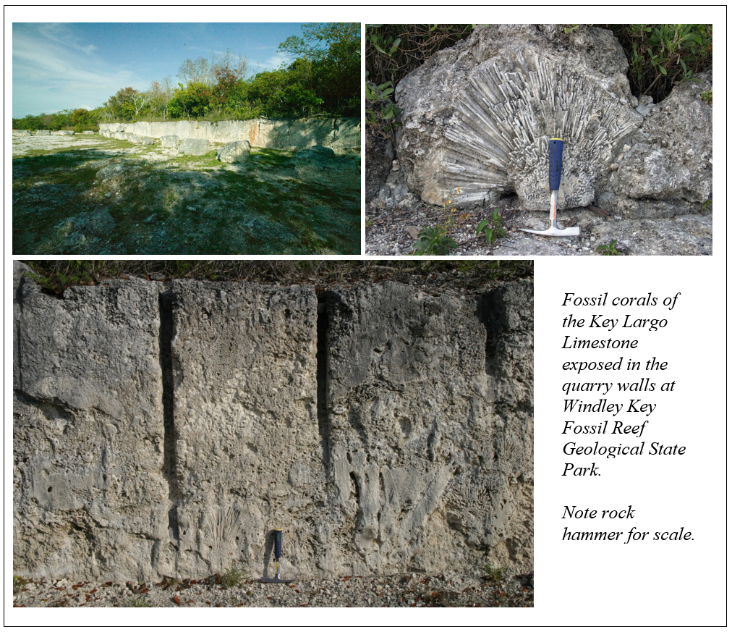 Fossil corals of
the Key Largo
Limestone
exposed in the
quarry walls at
Windley Key
Fossil Reef
Geological State
Park.
Note rock
hammer for scale.